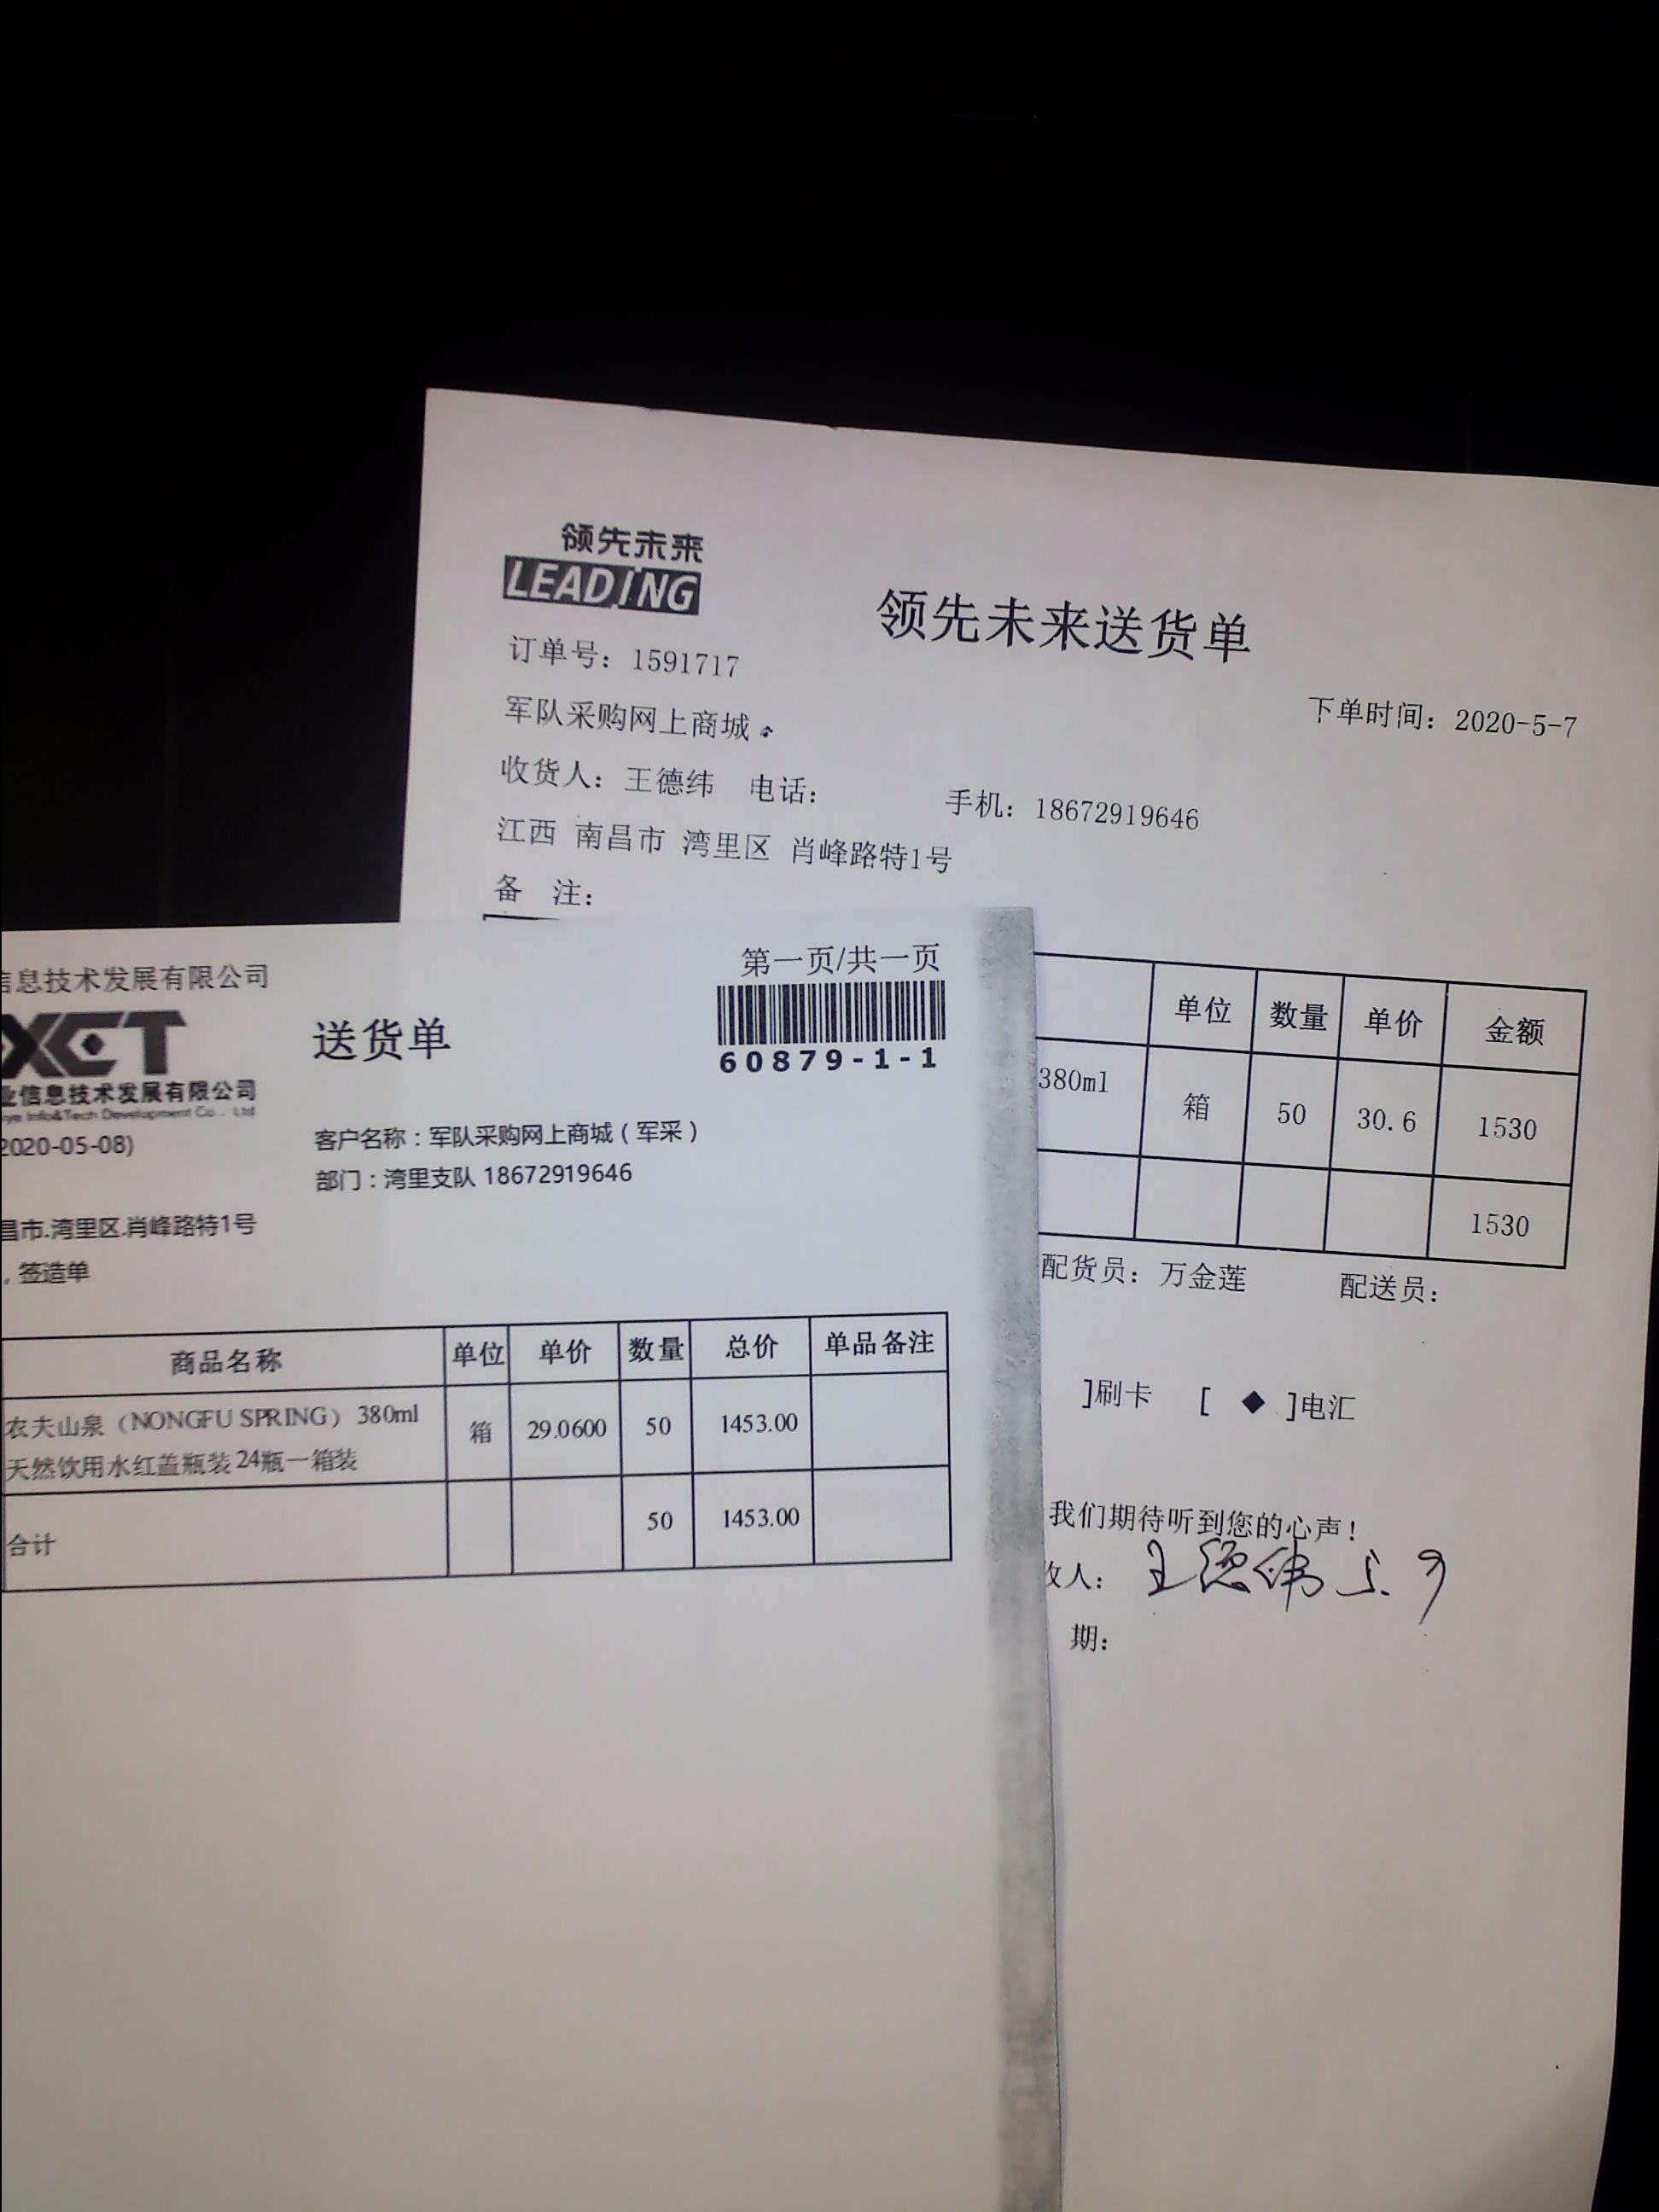 领先未来
LEADING
领先未来送货单
订单号：1591717
下单时间：2020-5-7
军队采购网上商城
收货人：王德纬 电话： 手机：18672919646
江西 南昌市 湾里区 肖峰路特1号
备 注：
单位 数量 单价 金额
380ml 箱 50 30.6 1530
1530
配货员：万金莲 配送员：
]刷卡 [ ◆ ]电汇
我们期待听到您的心声！
收人：王德纬 5.9
期：
信息技术发展有限公司
第一页/共一页
XCT
送货单
60879-1-1
业信息技术发展有限公司
Info&Tech Development Co., Ltd
2020-05-08)
客户名称：军队采购网上商城（军采）
部门：湾里支队 18672919646
昌市.湾里区.肖峰路特1号
，签造单
商品名称 单位 单价 数量 总价 单品备注
农夫山泉（NONGFU SPRING）380ml
天然饮用水红盖瓶装24瓶一箱装 箱 29.0600 50 1453.00
合计 50 1453.00